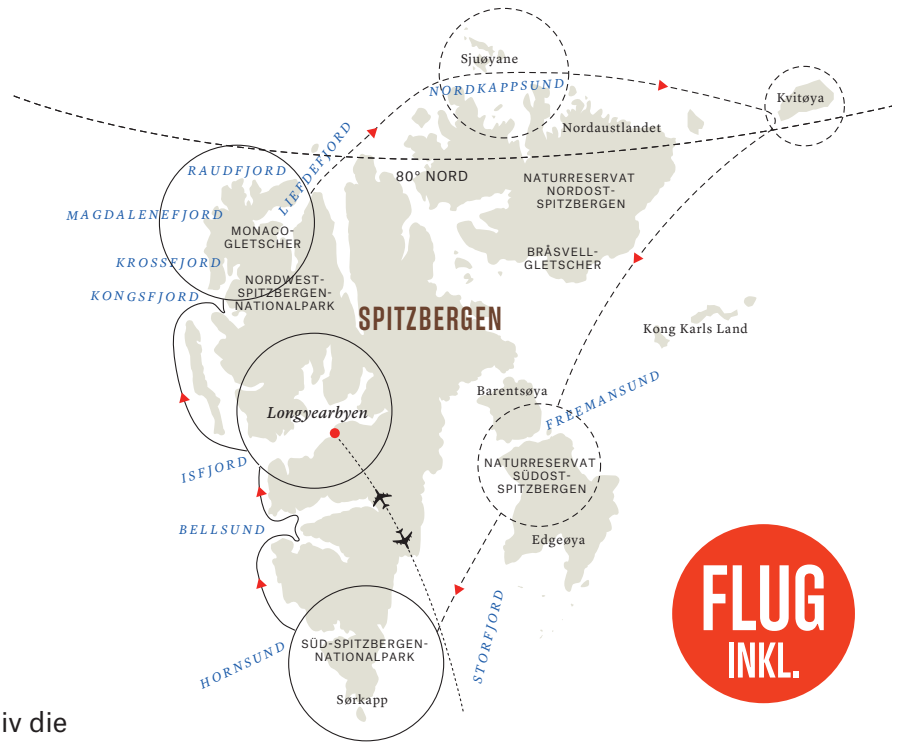 Sjuøyane
NORDKAPPSUND
Kvitøya
Nordaustlandet
LIEFDEFJORD
RAUDFJORD
80° NORD
NATURRESERVAT
NORDOST-
SPITZBERGEN
MAGDALENEFJORD
MONACO-
GLETSCHER
BRÅSVELL-
GLETSCHER
KROSSFJORD
KONGSFJORD
NORDWEST-
SPITZBERGEN-
NATIONALPARK
SPITZBERGEN
Kong Karls Land
Barentsøya
FREEMANSUND
Longyearbyen
NATURRESERVAT
SÜDOST-
SPITZBERGEN
ISFJORD
BELLSUND
Edgeøya
STORFJORD
HORNSUND
SÜD-SPITZBERGEN-
NATIONALPARK
Sørkapp
FLUG
INKL.
iv die